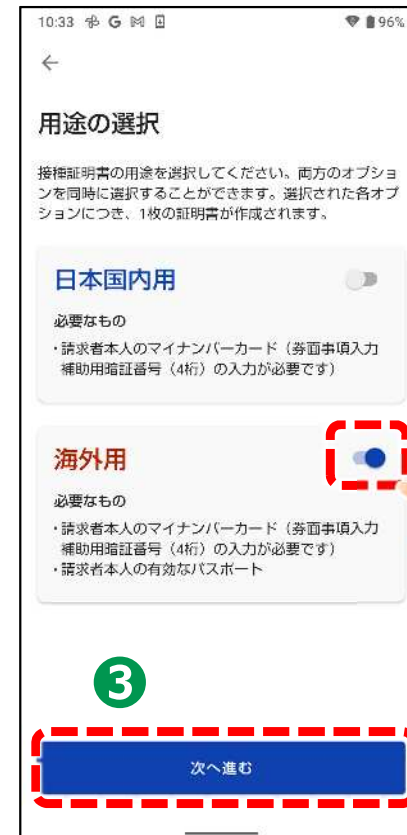 10:33 G 96%
用途の選択
接種証明書の用途を選択してください。両方のオプショ
ンを同時に選択することができます。選択された各オプ
ションにつき、1枚の証明書が作成されます。
日本国内用
必要なもの
・請求者本人のマイナンバーカード（券面事項入力
補助用暗証番号（4桁）の入力が必要です）
海外用
必要なもの
・請求者本人のマイナンバーカード（券面事項入力
補助用暗証番号（4桁）の入力が必要です）
・請求者本人の有効なパスポート
3
次へ進む